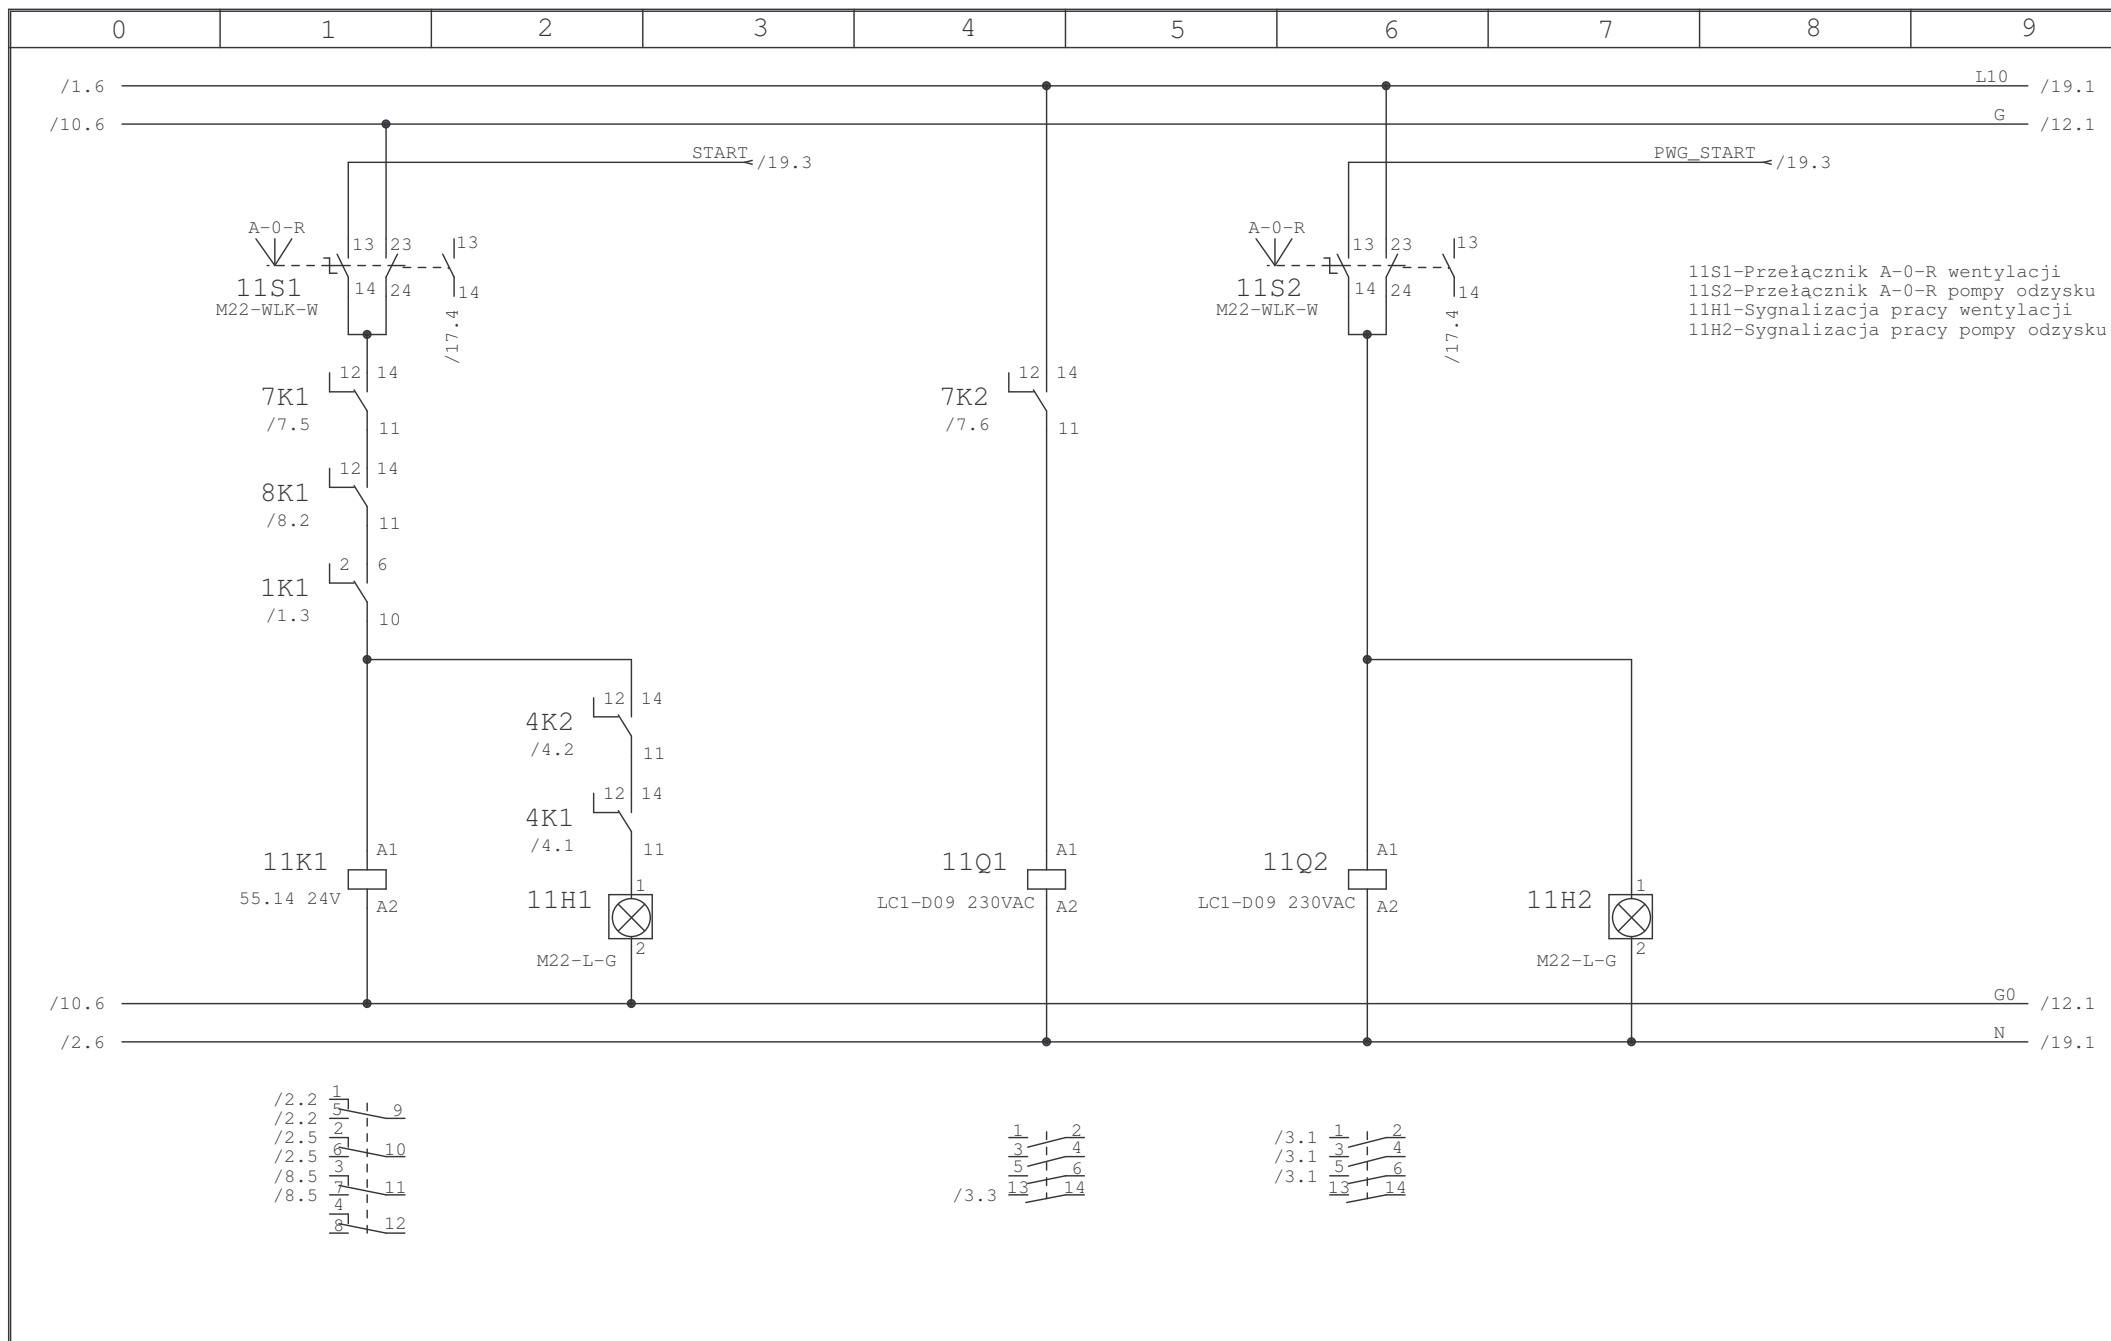 0 1 2 3 4 5 6 7 8 9
/1.6 L10 /19.1
/10.6 G /12.1
START /19.3
PWG_START /19.3
A-0-R
13 23 13
11S1 14 24 14
M22-WLK-W
/17.4
A-0-R
13 23 13
11S2 14 24 14
M22-WLK-W
/17.4
11S1-Przełącznik A-0-R wentylacji
11S2-Przełącznik A-0-R pompy odzysku
11H1-Sygnalizacja pracy wentylacji
11H2-Sygnalizacja pracy pompy odzysku
12 14
7K1
/7.5 11
12 14
7K2
/7.6 11
12 14
8K1
/8.2 11
2 6
1K1
/1.3 10
12 14
4K2
/4.2 11
12 14
4K1
/4.1 11
11K1 A1
55.14 24V A2
11H1 1
2
M22-L-G
11Q1 A1
LC1-D09 230VAC A2
11Q2 A1
LC1-D09 230VAC A2
11H2 1
2
M22-L-G
/10.6 G0 /12.1
/2.6 N /19.1
/2.2 1
/2.2 5 9
/2.5 2
/2.5 6 10
/8.5 3
/8.5 7 11
4
8 12
1 2
3 4
5 6
/3.3 13 14
/3.1 1 2
/3.1 3 4
/3.1 5 6
13 14